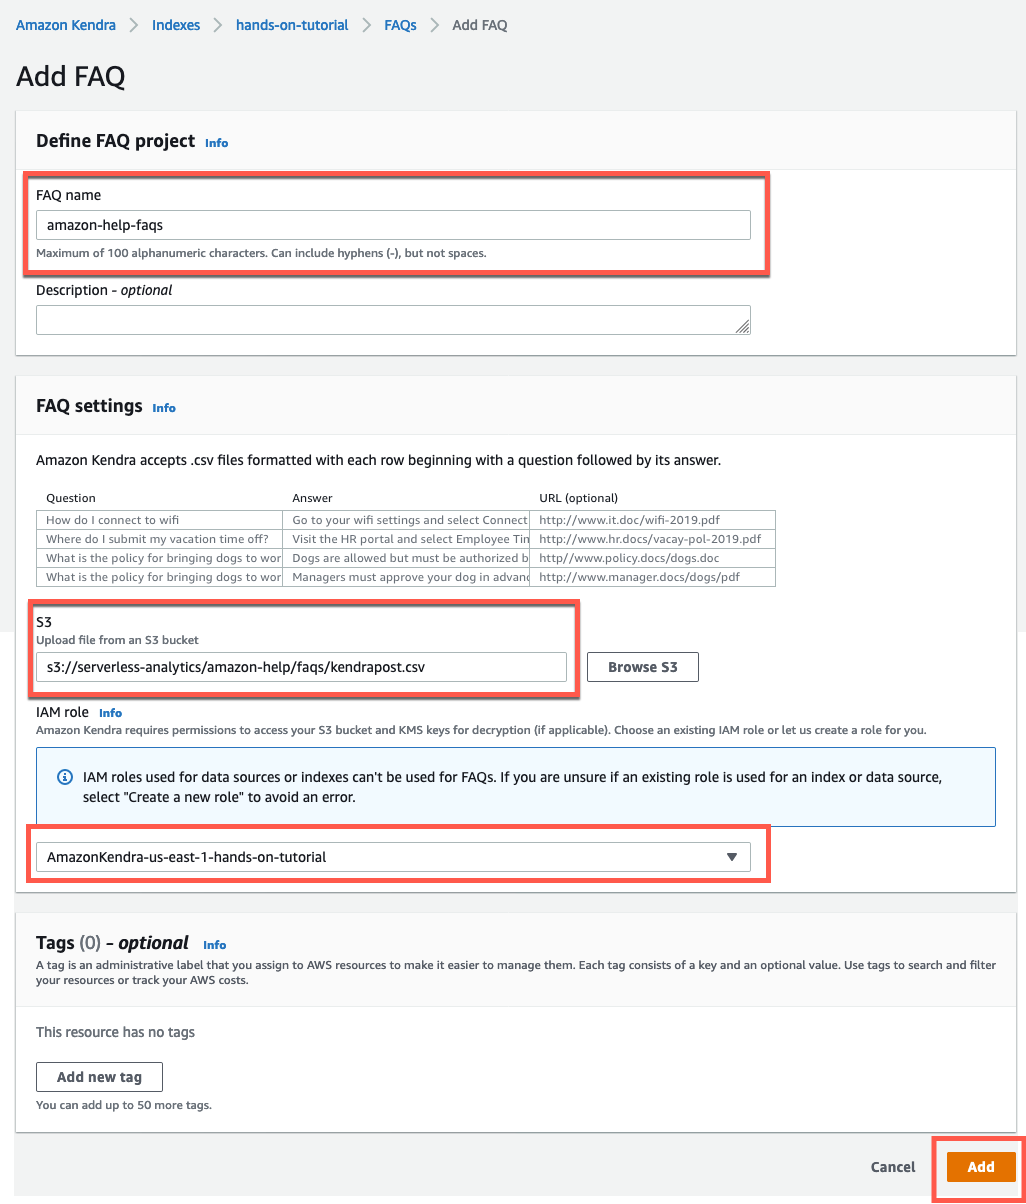 Amazon Kendra > Indexes > hands-on-tutorial > FAQs > Add FAQ
Add FAQ
Define FAQ project Info
FAQ name
amazon-help-faqs
Maximum of 100 alphanumeric characters. Can include hyphens (-), but not spaces.
Description - optional
FAQ settings Info
Amazon Kendra accepts .csv files formatted with each row beginning with a question followed by its answer.
Question Answer URL (optional)
How do I connect to wifi Go to your wifi settings and select Connect http://www.it.doc/wifi-2019.pdf
Where do I submit my vacation time off? Visit the HR portal and select Employee Tin http://www.hr.docs/vacay-pol-2019.pdf
What is the policy for bringing dogs to wor Dogs are allowed but must be authorized b http//www.policy.docs/dogs.doc
What is the policy for bringing dogs to wor Managers must approve your dog in advanc http://www.manager.docs/dogs/pdf
S3
Upload file from an S3 bucket
s3://serverless-analytics/amazon-help/faqs/kendrapost.csv Browse S3
IAM role Info
Amazon Kendra requires permissions to access your S3 bucket and KMS keys for decryption (if applicable). Choose an existing IAM role or let us create a role for you.
IAM roles used for data sources or indexes can't be used for FAQs. If you are unsure if an existing role is used for an index or data source,
select "Create a new role" to avoid an error.
AmazonKendra-us-east-1-hands-on-tutorial
Tags (0) - optional Info
A tag is an administrative label that you assign to AWS resources to make it easier to manage them. Each tag consists of a key and an optional value. Use tags to search and filter
your resources or track your AWS costs.
This resource has no tags
Add new tag
You can add up to 50 more tags.
Cancel Add